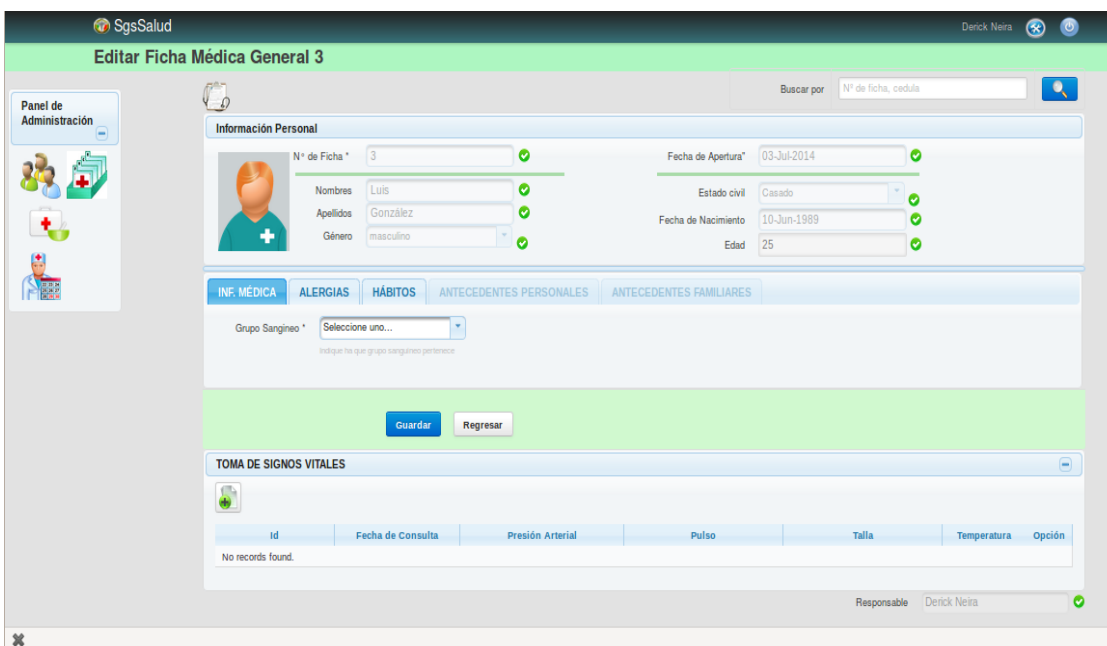 SgsSalud
Derick Neira
Editar Ficha Médica General 3
Panel de
Administración
Buscar por
Nº de ficha, cedula
Información Personal
Nº de Ficha *
3
Fecha de Apertura*
03-Jul-2014
Nombres
Luis
Estado civil
Casado
Apellidos
González
Fecha de Nacimiento
10-Jun-1989
Género
masculino
Edad
25
INF. MÉDICA
ALERGIAS
HÁBITOS
ANTECEDENTES PERSONALES
ANTECEDENTES FAMILIARES
Grupo Sangineo *
Seleccione uno...
Indique ha que grupo sanguineo pertenece
Guardar
Regresar
TOMA DE SIGNOS VITALES
Id
Fecha de Consulta
Presión Arterial
Pulso
Talla
Temperatura
Opción
No records found.
Responsable
Derick Neira